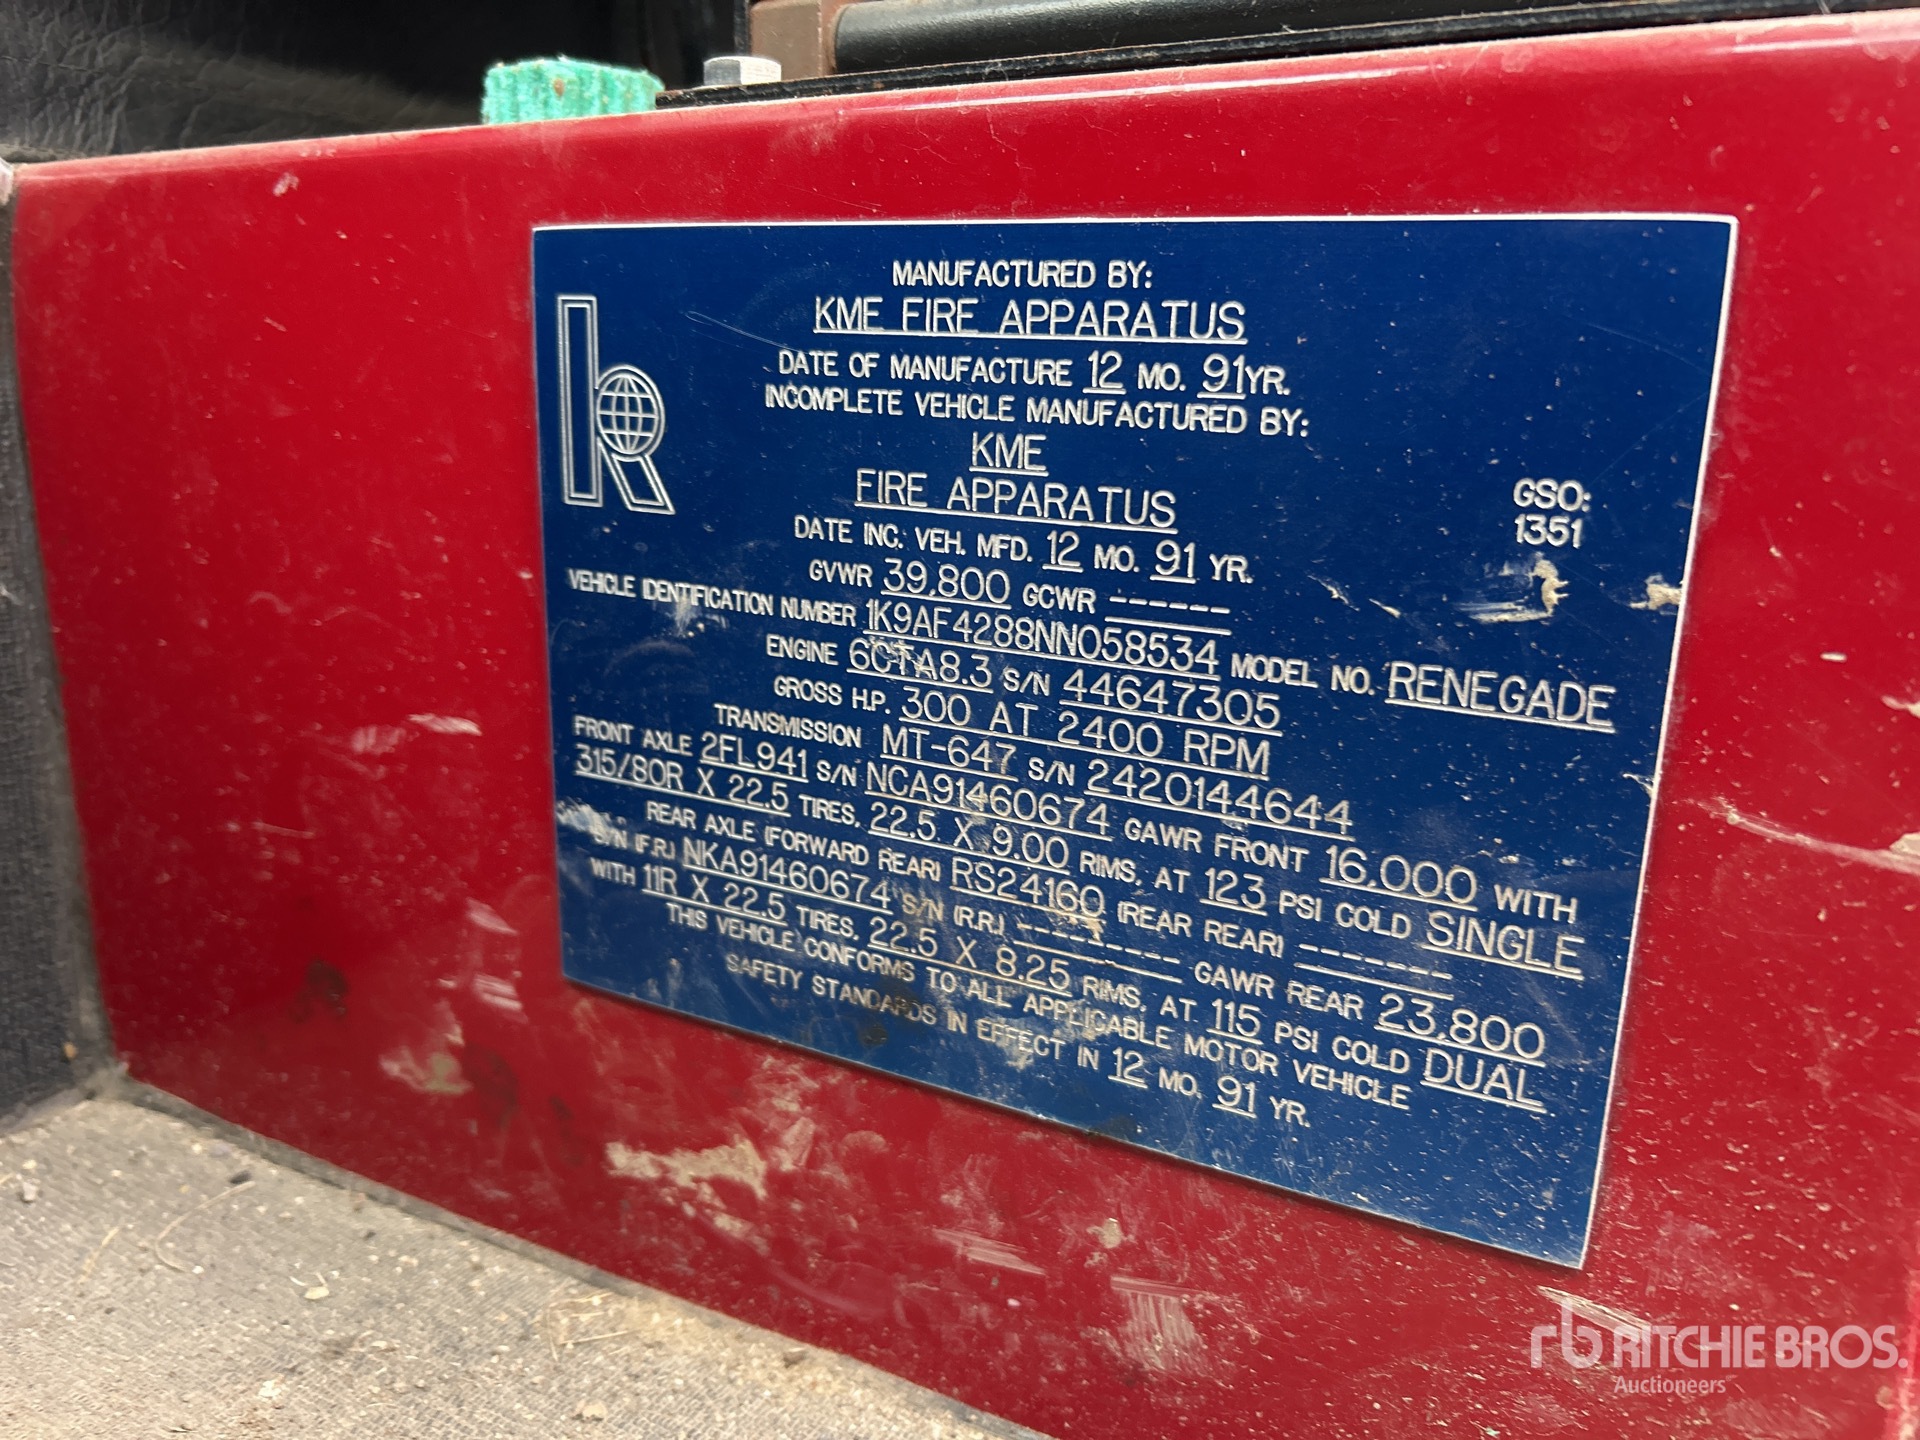 MANUFACTURED BY:
KME FIRE APPARATUS
DATE OF MANUFACTURE 12 MO. 91 YR.
INCOMPLETE VEHICLE MANUFACTURED BY:
KME
FIRE APPARATUS
GSO:
1351
DATE INC. VEH. MFD. 12 MO. 91 YR.
GVWR 39,800 GCWR ------
VEHICLE IDENTIFICATION NUMBER 1K9AF4288NN058534 MODEL NO. RENEGADE
ENGINE 6CTA8.3 S/N 44647305
GROSS H.P. 300 AT 2400 RPM
TRANSMISSION MT-647 S/N 2420144644
FRONT AXLE 2FL941 S/N NCA91460674 GAWR FRONT 16,000 WITH
315/80R X 22.5 TIRES, 22.5 X 9.00 RIMS, AT 123 PSI COLD SINGLE
REAR AXLE (FORWARD REAR) RS24160 (REAR REAR) -------
S/N (F.R.) NKA91460674 S/N (R.R.) -------- GAWR REAR 23,800
WITH 11R X 22.5 TIRES, 22.5 X 8.25 RIMS, AT 115 PSI COLD DUAL
THIS VEHICLE CONFORMS TO ALL APPLICABLE MOTOR VEHICLE
SAFETY STANDARDS IN EFFECT IN 12 MO. 91 YR.
rb RITCHIE BROS.
Auctioneers